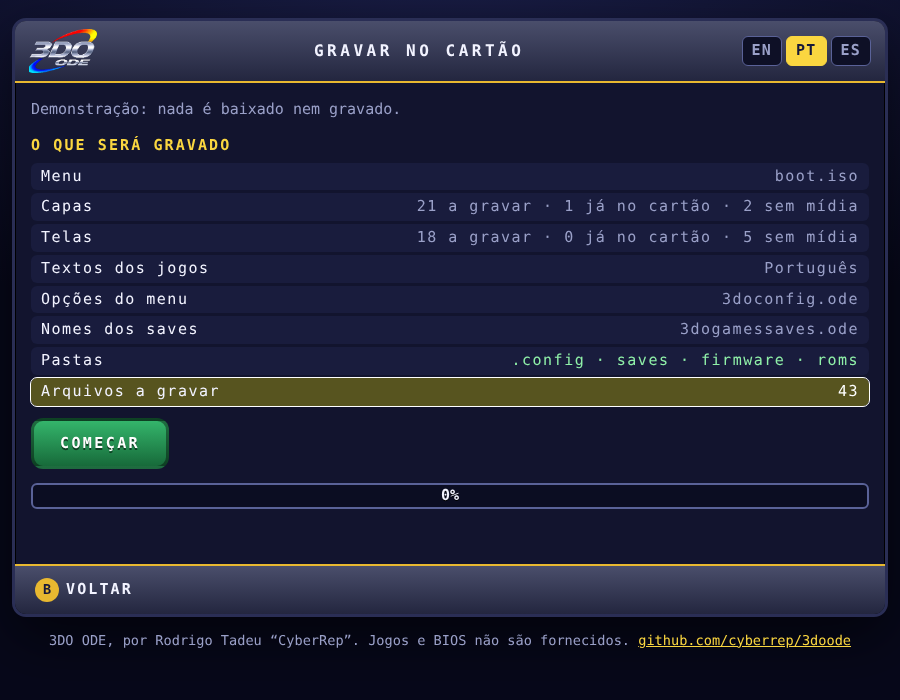 3DO
ODE
GRAVAR NO CARTÃO
EN PT ES
Demonstração: nada é baixado nem gravado.
O QUE SERÁ GRAVADO
Menu boot.iso
Capas 21 a gravar · 1 já no cartão · 2 sem mídia
Telas 18 a gravar · 0 já no cartão · 5 sem mídia
Textos dos jogos Português
Opções do menu 3doconfig.ode
Nomes dos saves 3dogamessaves.ode
Pastas .config · saves · firmware · roms
Arquivos a gravar 43
COMEÇAR
0%
B VOLTAR
3DO ODE, por Rodrigo Tadeu “CyberRep”. Jogos e BIOS não são fornecidos. github.com/cyberrep/3doode